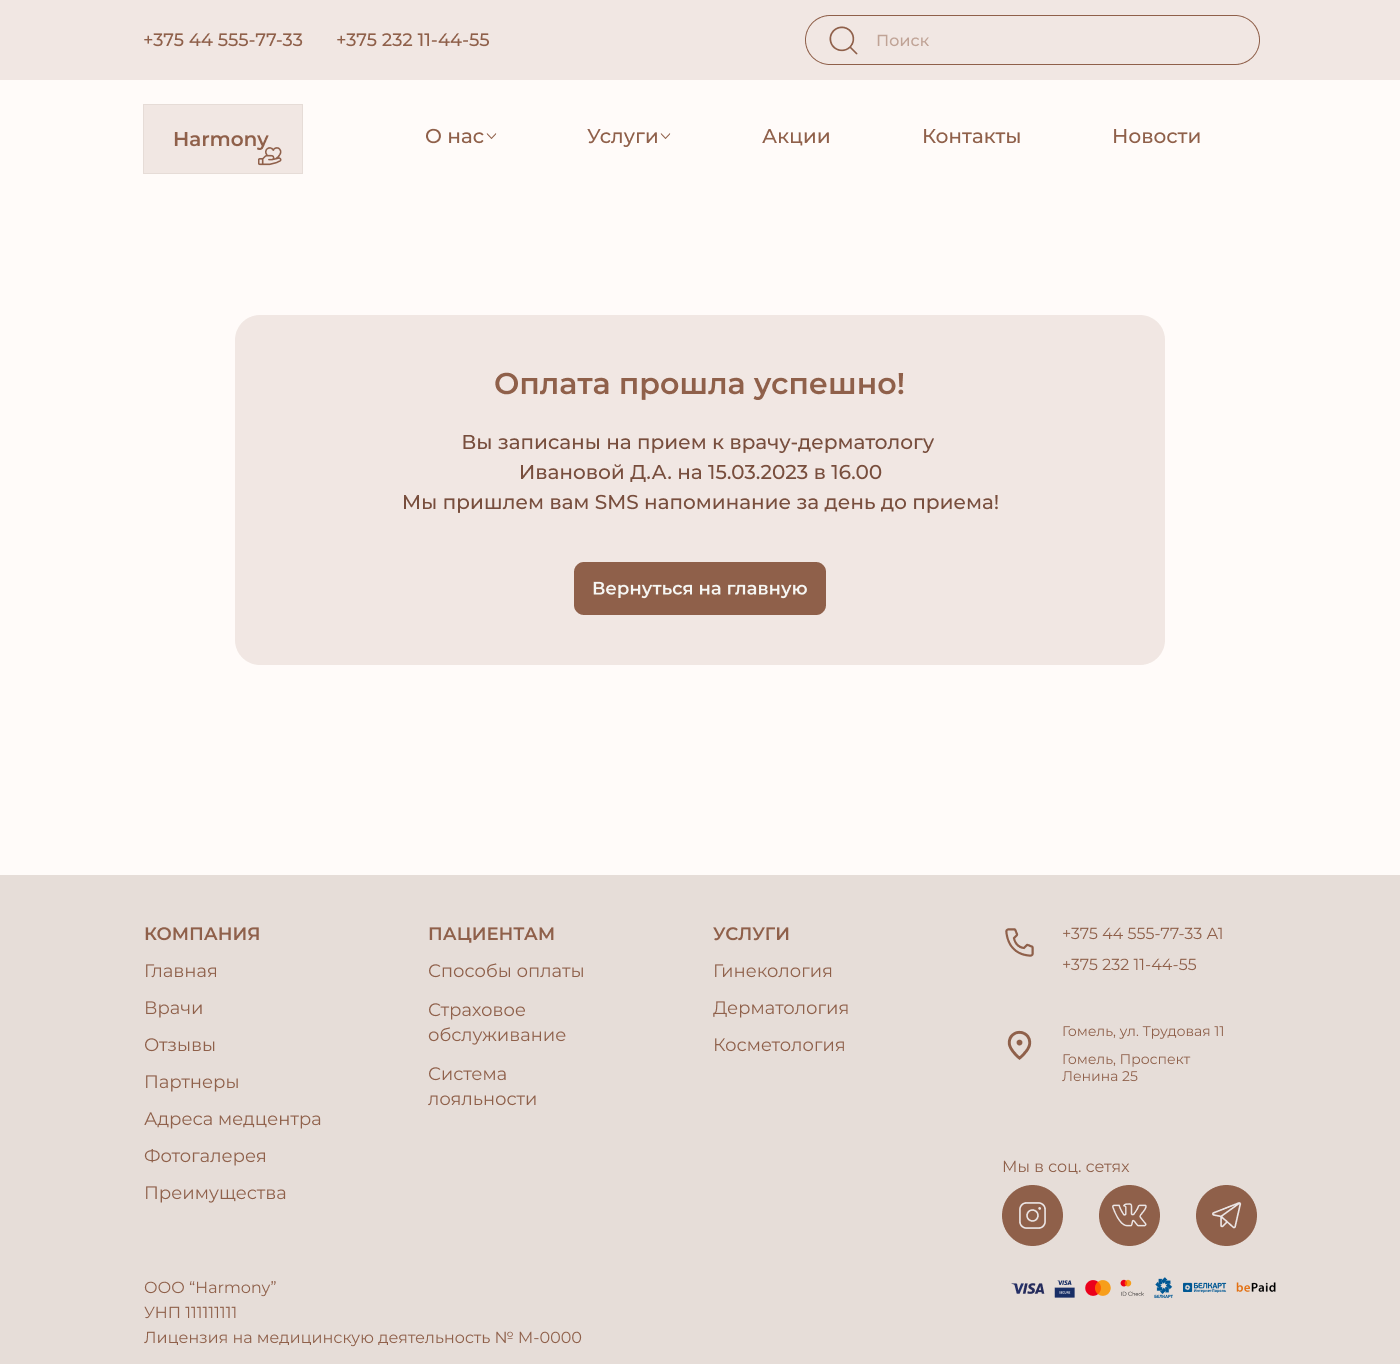 +375 44 555-77-33
+375 232 11-44-55
Поиск
Harmony
О нас
Услуги
Акции
Контакты
Новости
Оплата прошла успешно!
Вы записаны на прием к врачу-дерматологу
Ивановой Д.А. на 15.03.2023 в 16.00
Мы пришлем вам SMS напоминание за день до приема!
Вернуться на главную
КОМПАНИЯ
Главная
Врачи
Отзывы
Партнеры
Адреса медцентра
Фотогалерея
Преимущества
ПАЦИЕНТАМ
Способы оплаты
Страховое
обслуживание
Система
лояльности
УСЛУГИ
Гинекология
Дерматология
Косметология
+375 44 555-77-33 A1
+375 232 11-44-55
Гомель, ул. Трудовая 11
Гомель, Проспект
Ленина 25
Мы в соц. сетях
VISA
VISA
ID Check
БЕЛКАРТ
БЕЛКАРТ
ИнтернетПароль
bePaid
ООО “Harmony”
УНП 111111111
Лицензия на медицинскую деятельность № М-0000